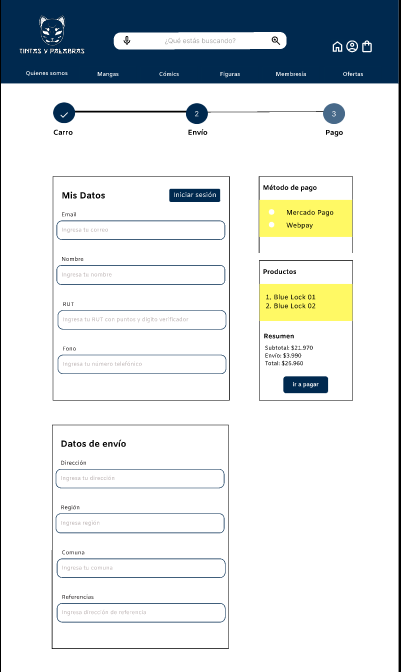 TINTAS Y PALABRAS
¿Qué estás buscando?
Quienes somos
Mangas
Cómics
Figuras
Membresía
Ofertas
2
3
Carro
Envío
Pago
Mis Datos
Iniciar sesión
Email
Ingresa tu correo
Nombre
Ingresa tu nombre
RUT
Ingresa tu RUT con puntos y dígito verificador
Fono
Ingresa tu número telefónico
Método de pago
Mercado Pago
Webpay
Productos
1. Blue Lock 01
2. Blue Lock 02
Resumen
Subtotal: $21.970
Envío: $3.990
Total: $25.960
Ir a pagar
Datos de envío
Dirección
Ingresa tu dirección
Región
Ingresa región
Comuna
Ingresa tu comuna
Referencias
Ingresa dirección de referencia